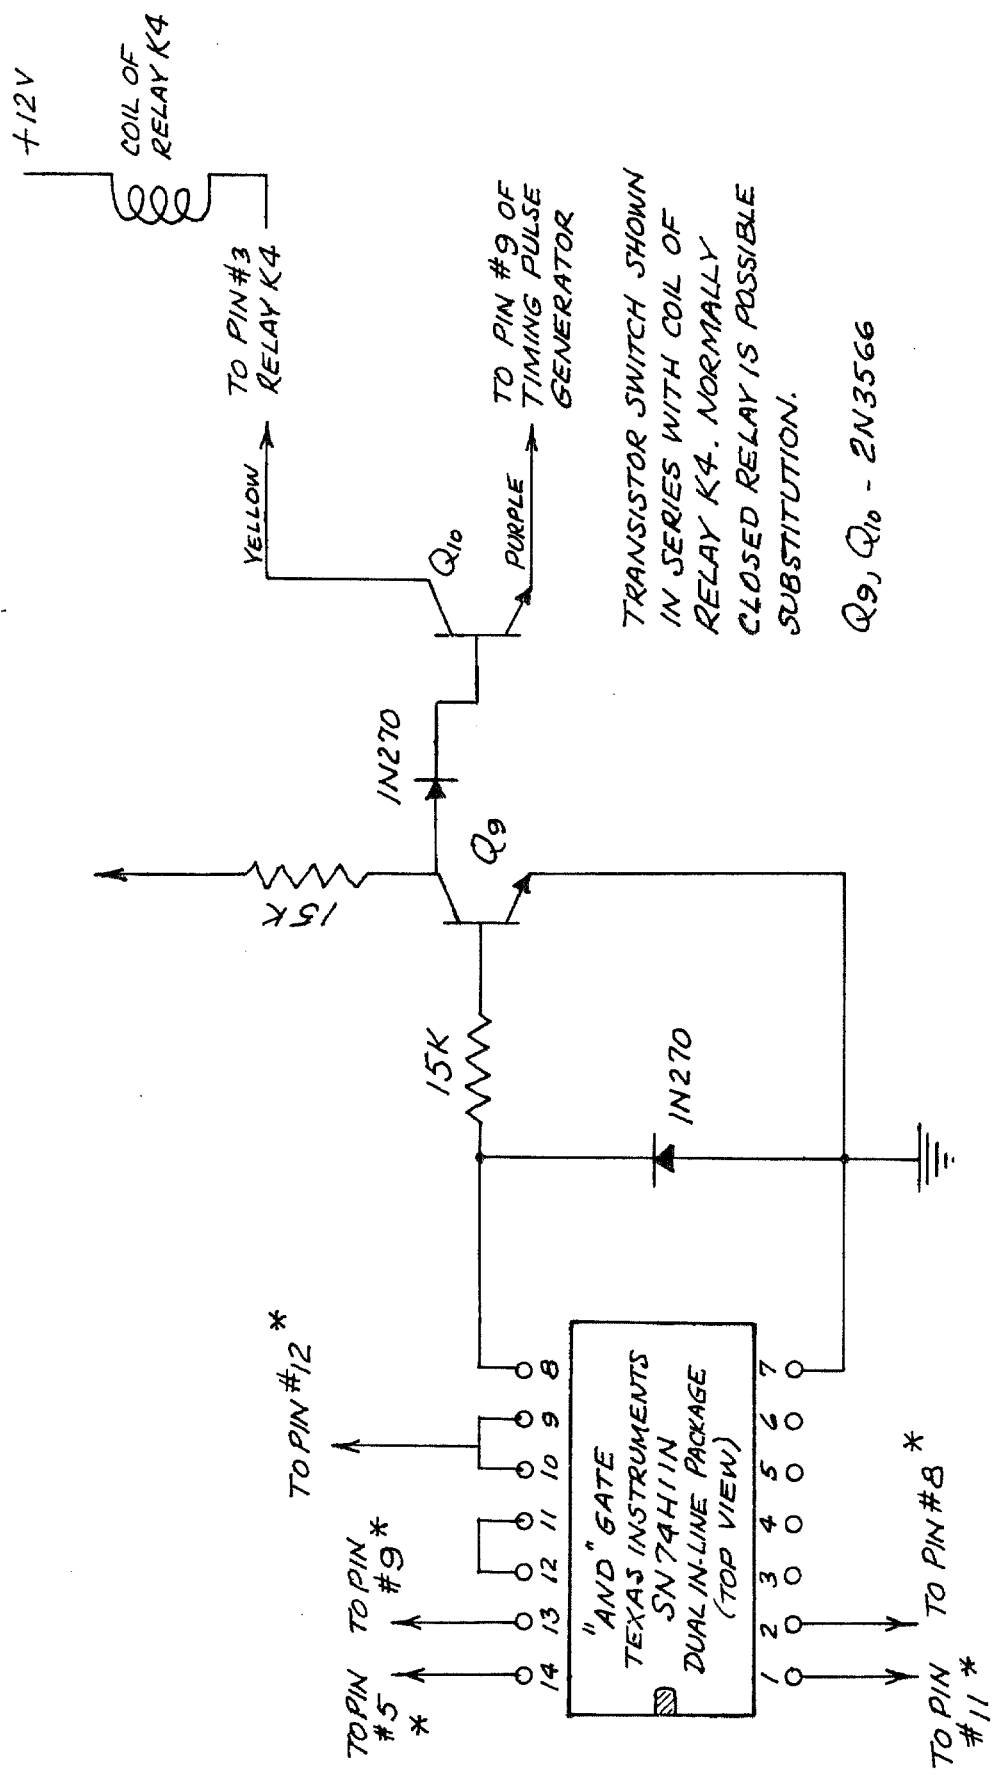 +12V
COIL OF
RELAY K4
TO PIN #3
RELAY K4
YELLOW
TO PIN #9 OF
TIMING PULSE
GENERATOR
PURPLE
Q10
1N270
Q9
15K
15K
1N270
TO PIN #12 *
TO PIN
#9 *
TO PIN
#5
*
14 13 12 11 10 9 8
"AND" GATE
TEXAS INSTRUMENTS
SN74H11N
DUAL IN-LINE PACKAGE
(TOP VIEW)
1 2 3 4 5 6 7
TO PIN
#11 *
TO PIN #8 *
TRANSISTOR SWITCH SHOWN
IN SERIES WITH COIL OF
RELAY K4. NORMALLY
CLOSED RELAY IS POSSIBLE
SUBSTITUTION.
Q9, Q10 - 2N3566